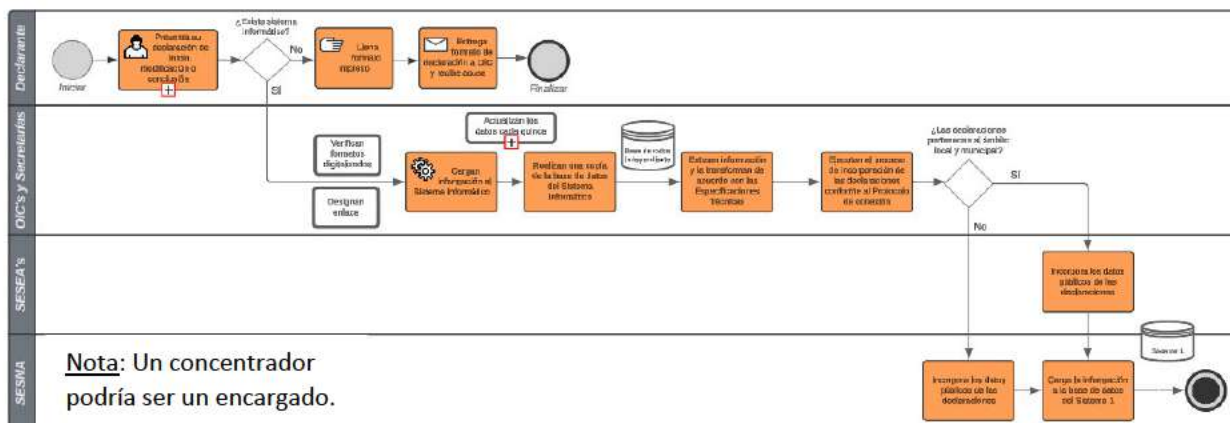 Declarante
Iniciar
Presenta su
declaración de
inicio,
modificación o
conclusión
¿Existe sistema
informático?
No
Sí
Llena
formato
impreso
Entrega
formato de
declaración a OIC
y recibe acuse
Finalizar
OIC's y Secretarías
Verifican
formatos
digitalizados
Designan
enlace
Cargan
información al
Sistema Informático
Actualizan los
datos cada quince
Realizan una copia
de la base de datos
del Sistema
Informático
Base de datos
independiente
Extraen información
y la transforman de
acuerdo con las
Especificaciones
Técnicas
Ejecutan el proceso
de incorporación de
las declaraciones
conforme al Protocolo
de conexión
¿Las declaraciones
pertenecen al ámbito
local y municipal?
Sí
No
SESEA's
Incorpora los datos
públicos de las
declaraciones
SESNA
Nota: Un concentrador
podría ser un encargado.
Incorpora los datos
públicos de las
declaraciones
Carga la información
a la base de datos
del Sistema 1
Sistema 1